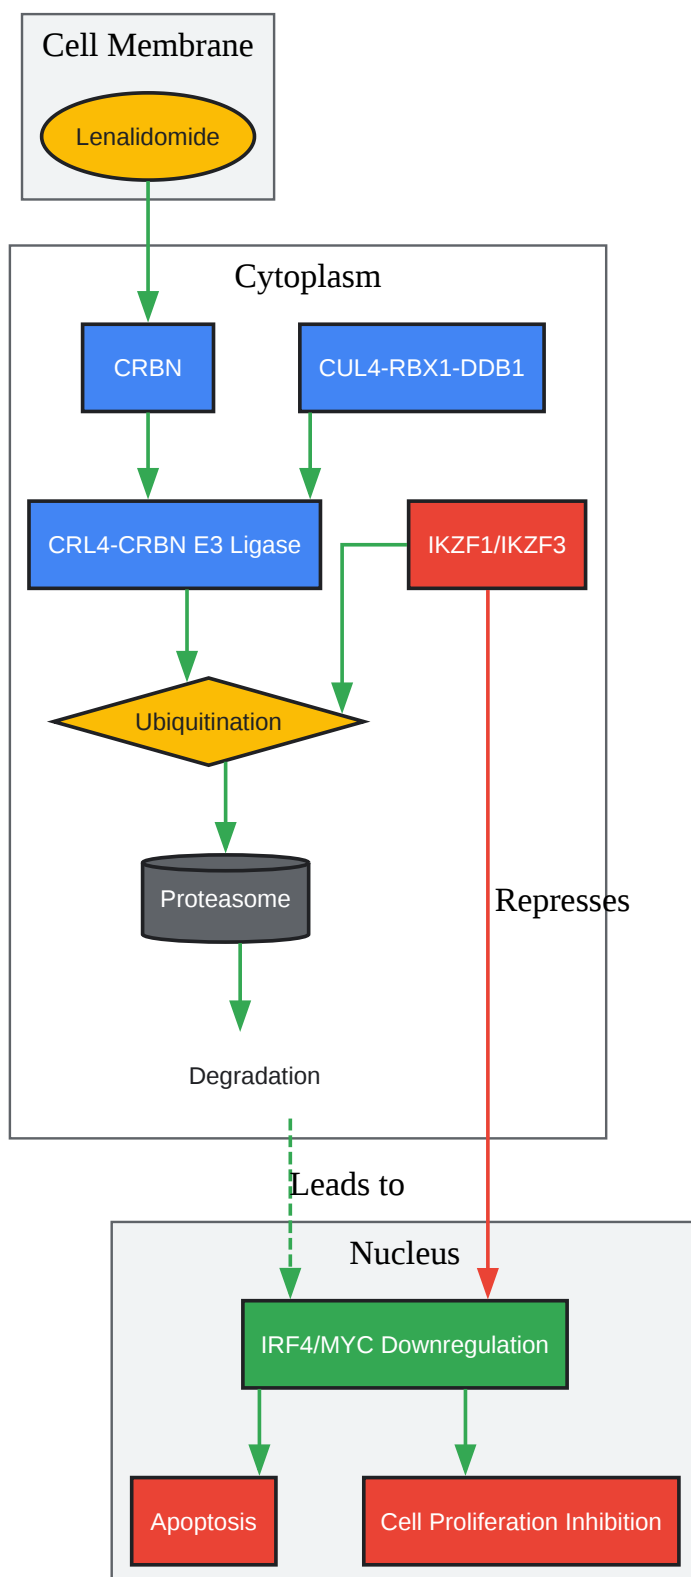 Cell Membrane
Lenalidomide
Cytoplasm
CRBN
CUL4-RBX1-DDB1
CRL4-CRBN E3 Ligase
IKZF1/IKZF3
Ubiquitination
Proteasome
Represses
Degradation
Leads to
Nucleus
IRF4/MYC Downregulation
Apoptosis
Cell Proliferation Inhibition